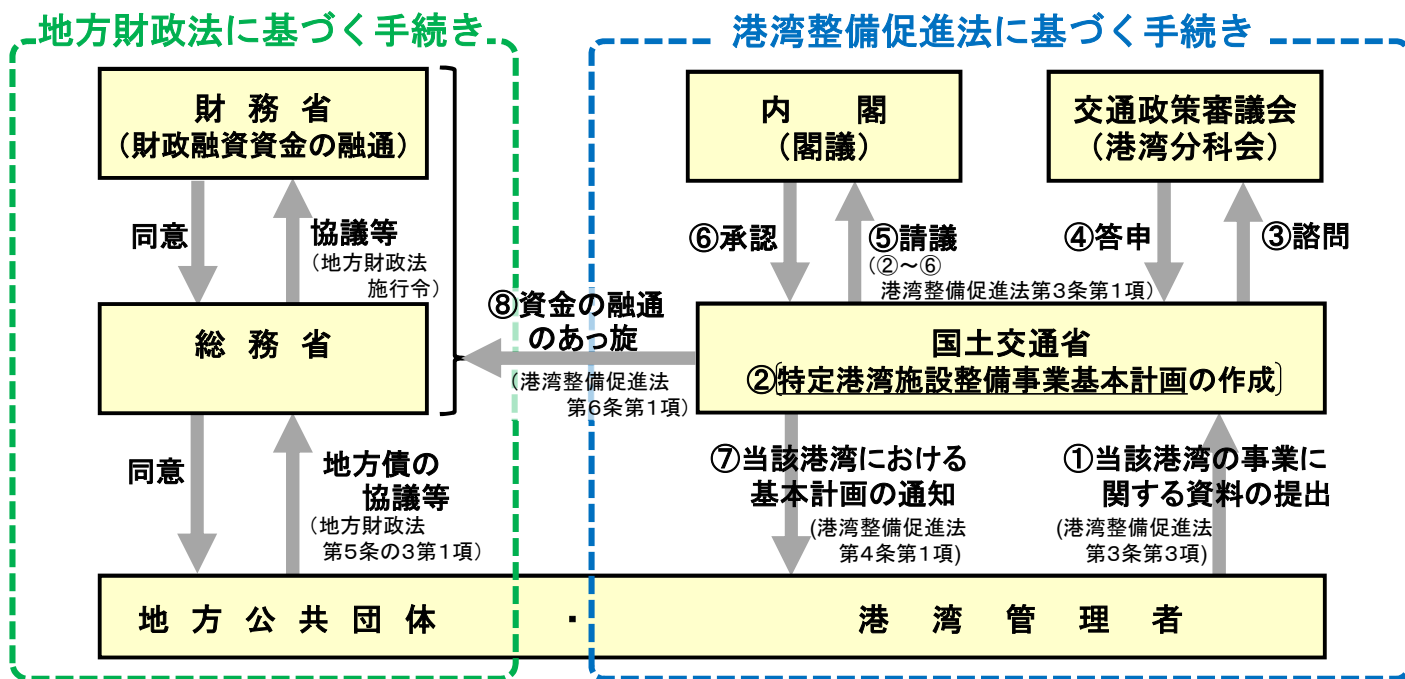 地方財政法に基づく手続き
財務省
(財政融資資金の融通)
同意
協議等
(地方財政法
施行令)
総務省
同意
地方債の
協議等
(地方財政法
第5条の3第1項)
⑧資金の融通
のあっ旋
(港湾整備促進法
第6条第1項)
港湾整備促進法に基づく手続き
内閣
(閣議)
交通政策審議会
(港湾分科会)
⑥承認
⑤請議
(②～⑥
港湾整備促進法第3条第1項)
④答申
③諮問
国土交通省
②[特定港湾施設整備事業基本計画の作成]
⑦当該港湾における
基本計画の通知
(港湾整備促進法
第4条第1項)
①当該港湾の事業に
関する資料の提出
(港湾整備促進法
第3条第3項)
地方公共団体・港湾管理者